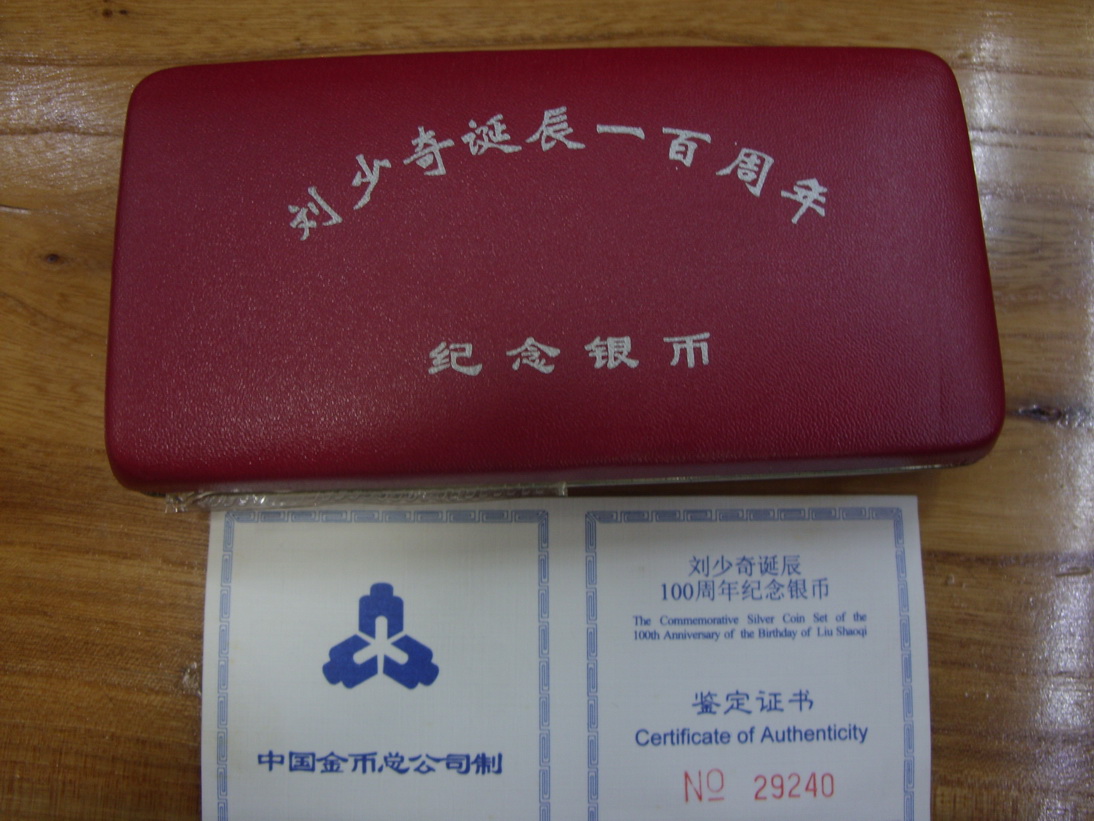 刘少奇诞辰一百周年
纪念银币
中国金币总公司制
刘少奇诞辰
100周年纪念银币
The Commemorative Silver Coin Set of the
100th Anniversary of the Birthday of Liu Shaoqi
鉴定证书
Certificate of Authenticity
Nº 29240